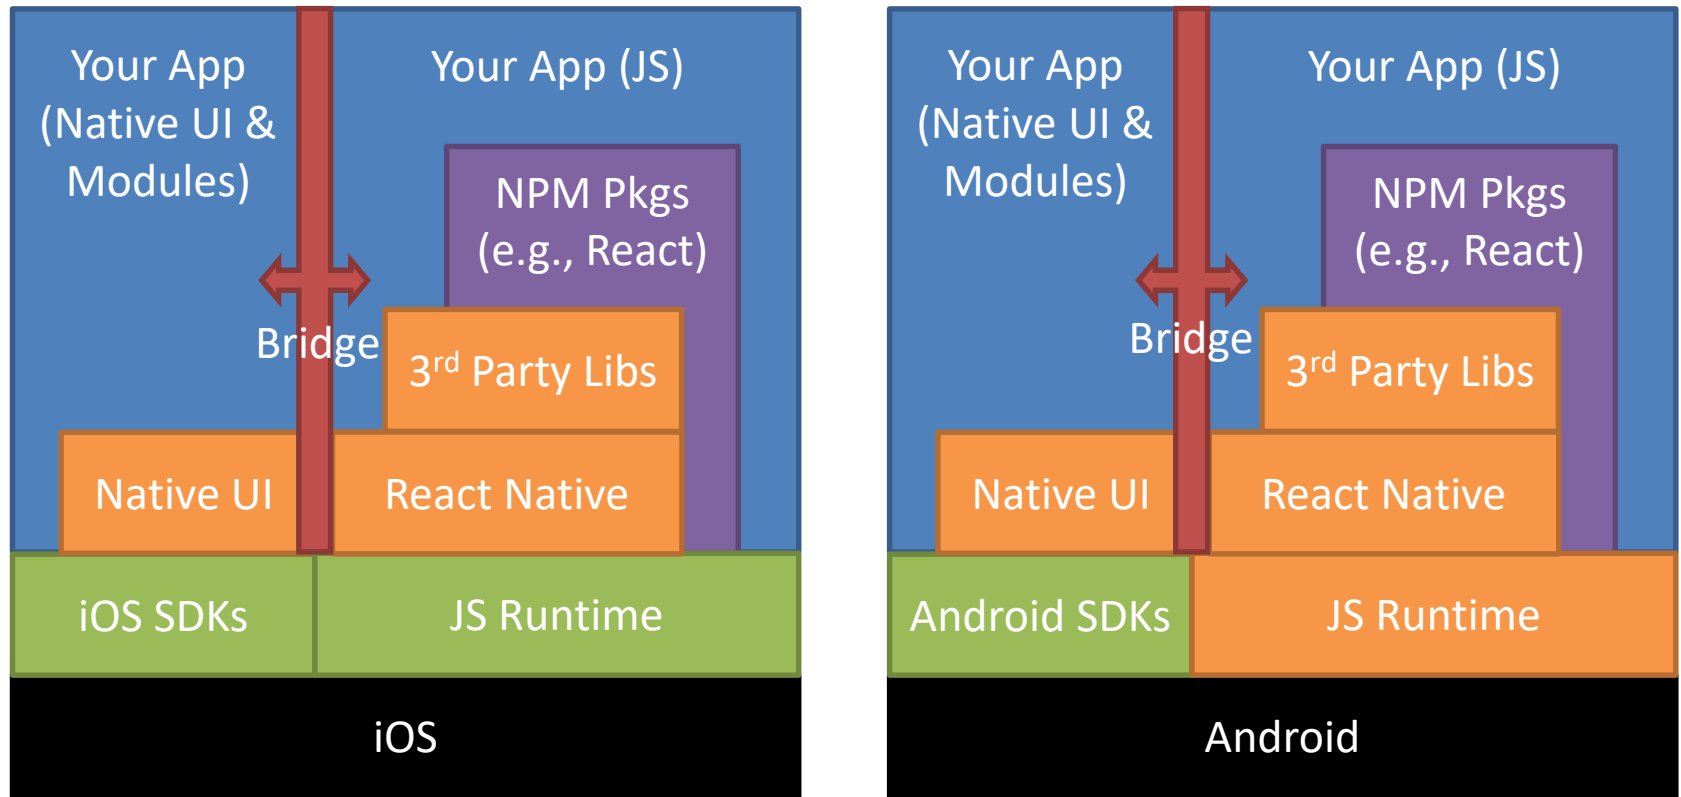 Your App
(Native UI &
Modules)
Your App (JS)
NPM Pkgs
(e.g., React)
Bridge
3rd Party Libs
Native UI
React Native
iOS SDKs
JS Runtime
iOS
Your App
(Native UI &
Modules)
Your App (JS)
NPM Pkgs
(e.g., React)
Bridge
3rd Party Libs
Native UI
React Native
Android SDKs
JS Runtime
Android